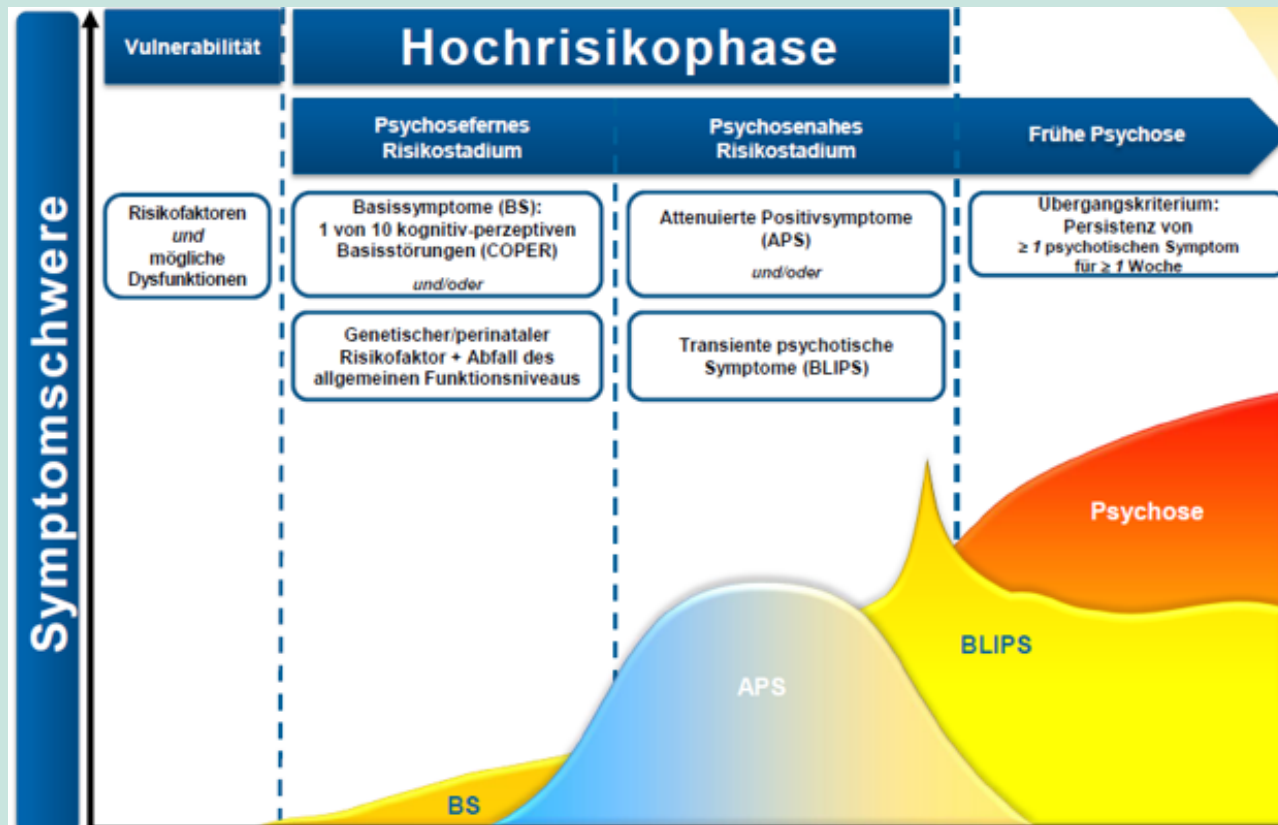 Symptomschwere
Vulnerabilität
Hochrisikophase
Psychosefernes
Risikostadium
Psychosenahes
Risikostadium
Frühe Psychose
Risikofaktoren
und
mögliche
Dysfunktionen
Basissymptome (BS):
1 von 10 kognitiv-perzeptiven
Basisstörungen (COPER)
und/oder
Genetischer/perinataler
Risikofaktor + Abfall des
allgemeinen Funktionsniveaus
Attenuierte Positivsymptome
(APS)
und/oder
Transiente psychotische
Symptome (BLIPS)
Übergangskriterium:
Persistenz von
≥ 1 psychotischen Symptom
für ≥ 1 Woche
Psychose
BLIPS
APS
BS